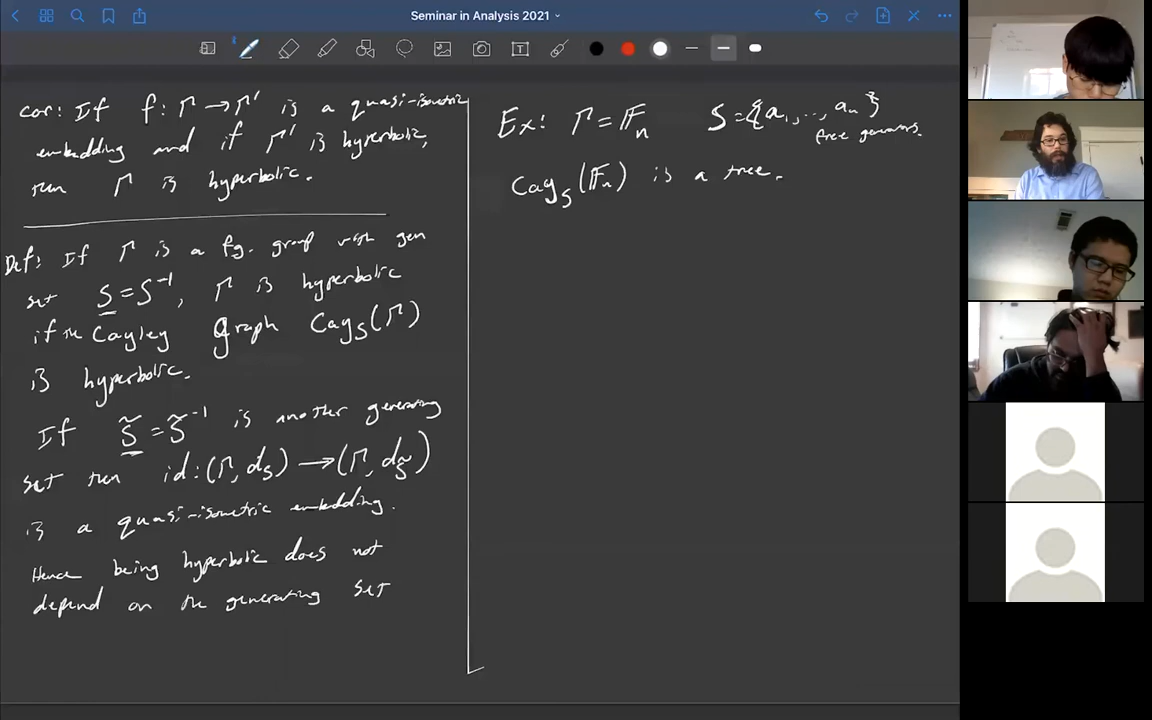 Seminar in Analysis 2021
cor: If f: Γ → Γ' is a quasi-isometric
embedding and if Γ' is hyperbolic,
then Γ is hyperbolic.
Def: If Γ is a f.g. group with gen
set S = S⁻¹, Γ is hyperbolic
if the Cayley graph Cay_S(Γ)
is hyperbolic.
If S̃ = S̃⁻¹ is another generating
set then id: (Γ, d_S) → (Γ, d_S̃)
is a quasi-isometric embedding.
Hence being hyperbolic does not
depend on the generating set
Ex: Γ = 𝔽_n S = {a_1, ..., a_n}
free generators.
Cay_S(𝔽_n) is a tree.